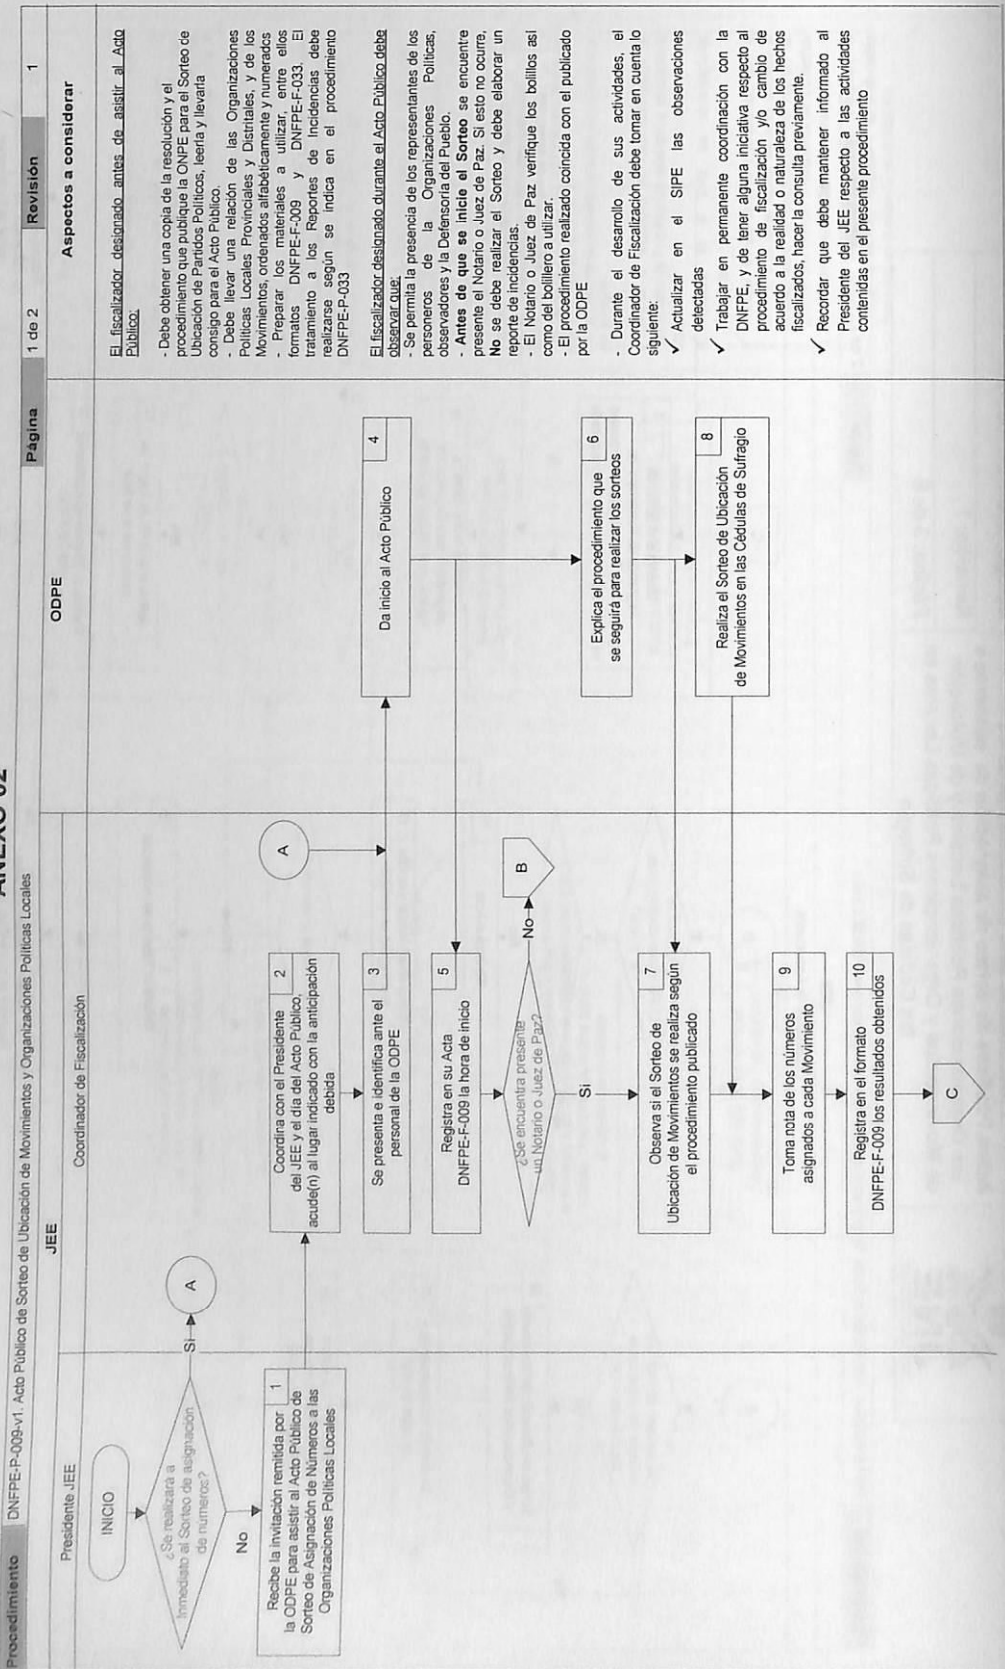 ANEXO 02
Procedimiento DNFPE-P-009-v1. Acto Público de Sorteo de Ubicación de Movimientos y Organizaciones Políticas Locales Página 1 de 2 Revisión 1
JEE
ODPE
Aspectos a considerar
Presidente JEE
Coordinador de Fiscalización
INICIO
¿Se realizará a
Inmediato al Sorteo de asignación
de números?
Si
A
No
1
Recibe la invitación remitida por
la ODPE para asistir al Acto Público de
Sorteo de Asignación de Números a las
Organizaciones Políticas Locales
2
Coordina con el Presidente
del JEE y el día del Acto Público,
acude(n) al lugar indicado con la anticipación
debida
A
3
Se presenta e identifica ante el
personal de la ODPE
4
Da inicio al Acto Público
5
Registra en su Acta
DNFPE-F-009 la hora de inicio
¿Se encuentra presente
un Notario o Juez de Paz?
No
B
Si
6
Explica el procedimiento que
se seguirá para realizar los sorteos
7
Observa si el Sorteo de
Ubicación de Movimientos se realiza según
el procedimiento publicado
8
Realiza el Sorteo de Ubicación
de Movimientos en las Cédulas de Sufragio
9
Toma nota de los números
asignados a cada Movimiento
10
Registra en el formato
DNFPE-F-009 los resultados obtenidos
C
El fiscalizador designado antes de asistir al Acto
Público:
- Debe obtener una copia de la resolución y el
procedimiento que publique la ONPE para el Sorteo de
Ubicación de Partidos Políticos, leerla y llevarla
consigo para el Acto Público.
- Debe llevar una relación de las Organizaciones
Políticas Locales Provinciales y Distritales, y de los
Movimientos, ordenados alfabéticamente y numerados
- Preparar los materiales a utilizar, entre ellos
formatos DNFPE-F-009 y DNFPE-F-033. El
tratamiento a los Reportes de Incidencias debe
realizarse según se indica en el procedimiento
DNFPE-P-033
El fiscalizador designado durante el Acto Público debe
observar que:
- Se permita la presencia de los representantes de los
personeros de la Organizaciones Políticas,
observadores y la Defensoría del Pueblo.
- Antes de que se inicie el Sorteo se encuentre
presente el Notario o Juez de Paz. Si esto no ocurre,
No se debe realizar el Sorteo y debe elaborar un
reporte de incidencias.
- El Notario o Juez de Paz verifique los bolillos así
como del bolillero a utilizar.
- El procedimiento realizado coincida con el publicado
por la ODPE
- Durante el desarrollo de sus actividades, el
Coordinador de Fiscalización debe tomar en cuenta lo
siguiente:
✓ Actualizar en el SIPE las observaciones
detectadas
✓ Trabajar en permanente coordinación con la
DNFPE, y de tener alguna iniciativa respecto al
procedimiento de fiscalización y/o cambio de
acuerdo a la realidad o naturaleza de los hechos
fiscalizados, hacer la consulta previamente.
✓ Recordar que debe mantener informado al
Presidente del JEE respecto a las actividades
contenidas en el presente procedimiento